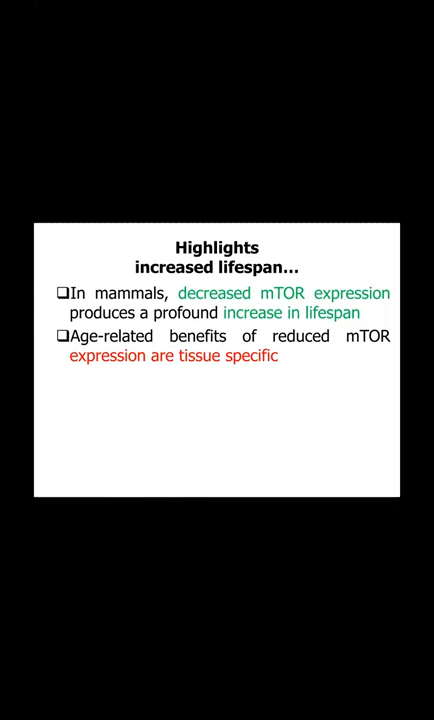 Highlights
increased lifespan...
❑In mammals, decreased mTOR expression
produces a profound increase in lifespan
❑Age-related benefits of reduced mTOR
expression are tissue specific